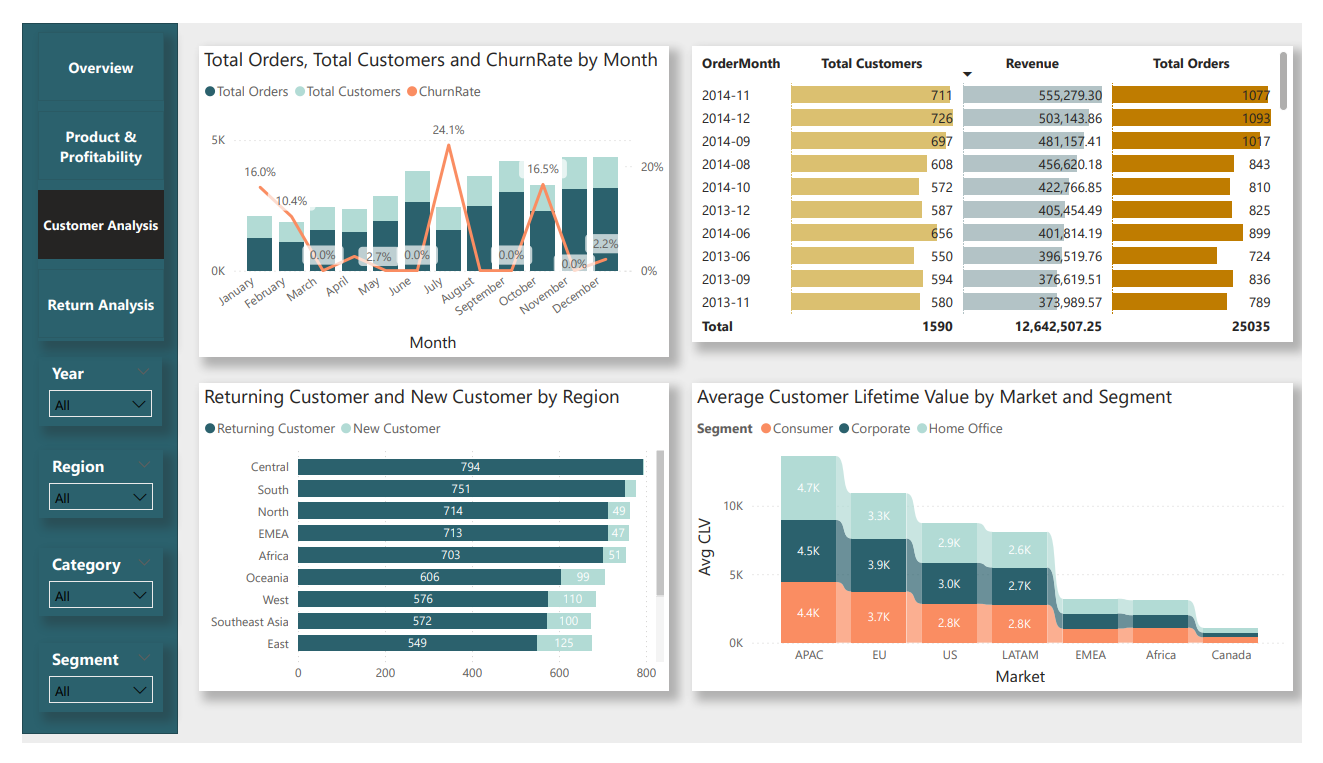 Overview
Product &
Profitability
Customer Analysis
Return Analysis
Year
All
Region
All
Category
All
Segment
All
Total Orders, Total Customers and ChurnRate by Month
Total Orders Total Customers ChurnRate
5K
0K
20%
0%
16.0%
10.4%
0.0%
2.7%
0.0%
24.1%
0.0%
16.5%
0.0%
2.2%
January
February
March
April
May
June
July
August
September
October
November
December
Month
OrderMonth Total Customers Revenue Total Orders
2014-11 711 555,279.30 1077
2014-12 726 503,143.86 1093
2014-09 697 481,157.41 1017
2014-08 608 456,620.18 843
2014-10 572 422,766.85 810
2013-12 587 405,454.49 825
2014-06 656 401,814.19 899
2013-06 550 396,519.76 724
2013-09 594 376,619.51 836
2013-11 580 373,989.57 789
Total 1590 12,642,507.25 25035
Returning Customer and New Customer by Region
Returning Customer New Customer
Central 794
South 751
North 714 49
EMEA 713 47
Africa 703 51
Oceania 606 99
West 576 110
Southeast Asia 572 100
East 549 125
0 200 400 600 800
Average Customer Lifetime Value by Market and Segment
Segment Consumer Corporate Home Office
Avg CLV
10K
5K
0K
4.7K 3.3K 2.9K 2.6K
4.5K 3.9K 3.0K 2.7K
4.4K 3.7K 2.8K 2.8K
APAC EU US LATAM EMEA Africa Canada
Market